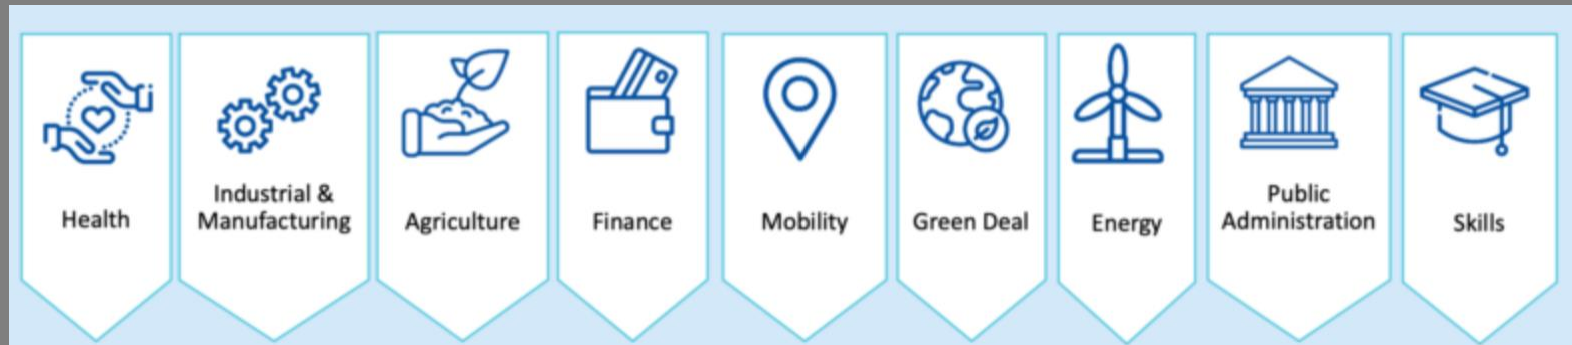 Health
Industrial &
Manufacturing
Agriculture
Finance
Mobility
Green Deal
Energy
Public
Administration
Skills